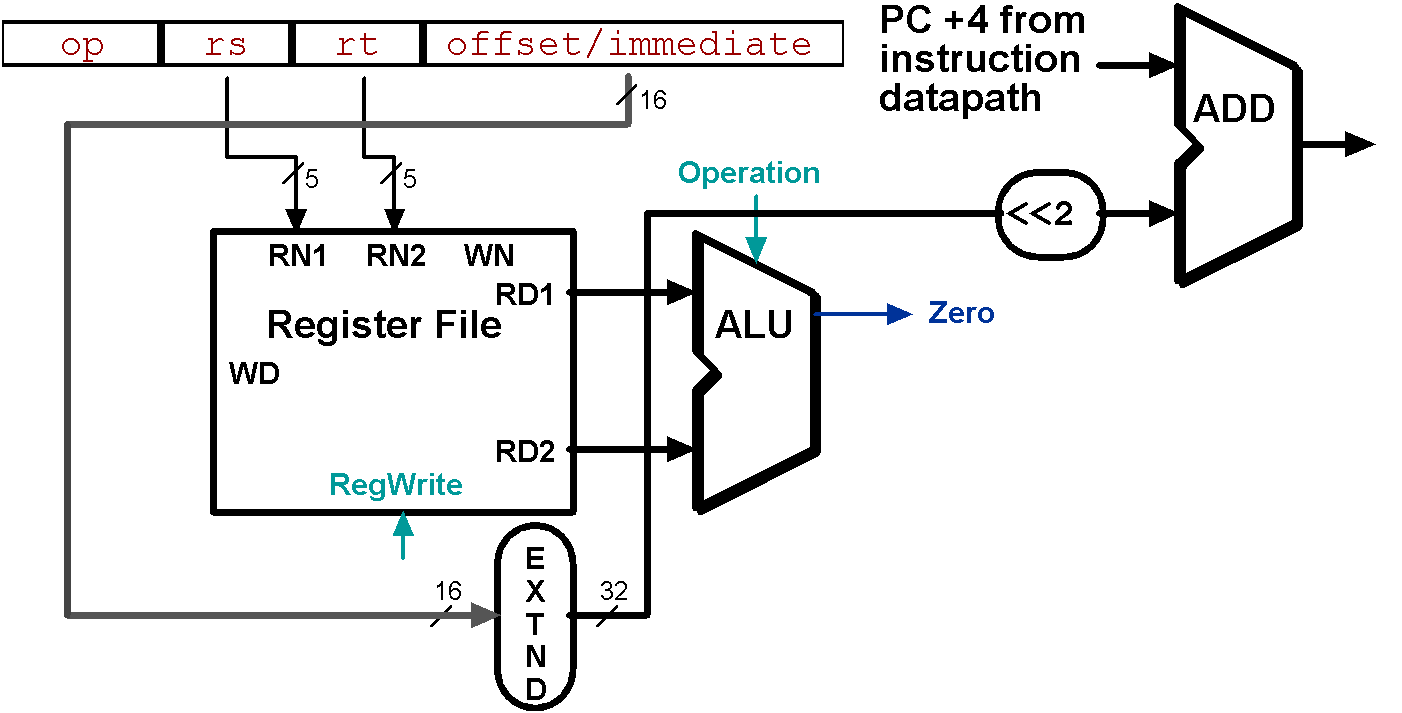 op rs rt offset/immediate
PC +4 from
instruction
datapath
ADD
16
5 5
Operation
<<2
RN1 RN2 WN
RD1
Register File
ALU
Zero
WD
RD2
RegWrite
16
32
E
X
T
N
D